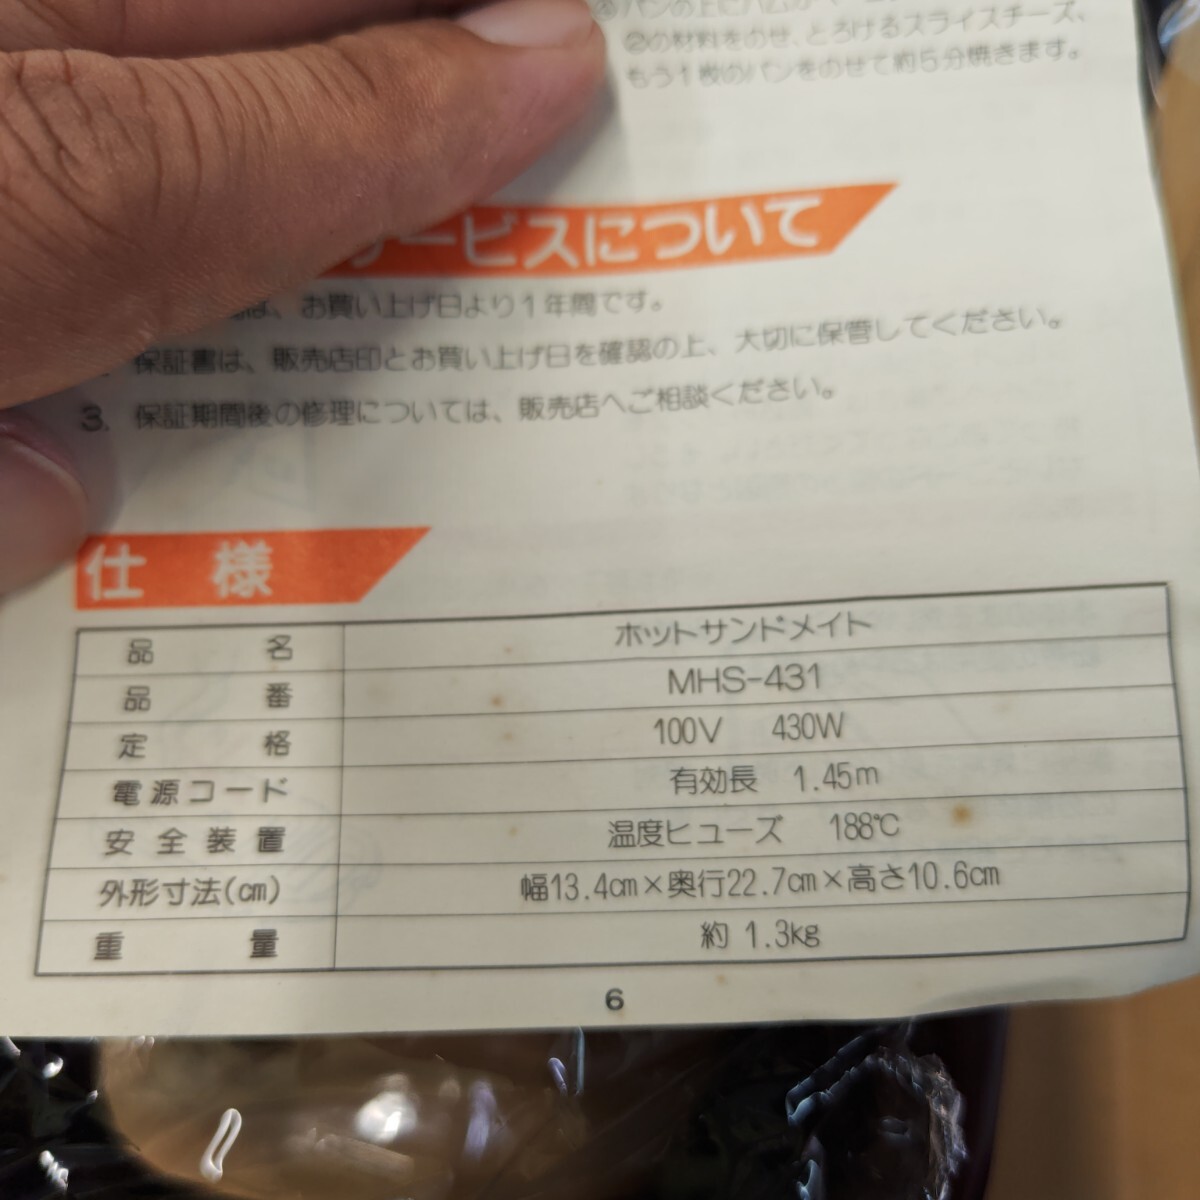 ②の材料をのせ、とろけるスライスチーズ、
もう1枚のパンをのせて約5分焼きます。
サービスについて
は、お買い上げ日より1年間です。
保証書は、販売店印とお買い上げ日を確認の上、大切に保管してください。
3. 保証期間後の修理については、販売店へご相談ください。
仕 様
品 名 ホットサンドメイト
品 番 MHS-431
定 格 100V 430W
電源コード 有効長 1.45m
安全装置 温度ヒューズ 188℃
外形寸法(㎝) 幅13.4㎝×奥行22.7㎝×高さ10.6㎝
重 量 約 1.3㎏
6